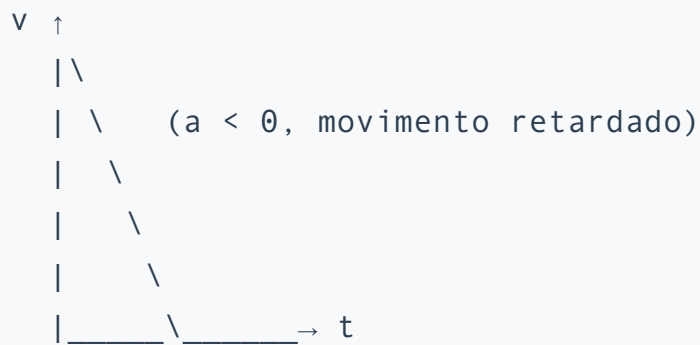 v ↑
  |\
  | \   (a < 0, movimento retardado)
  |  \
  |   \
  |    \
  |_____\______→ t